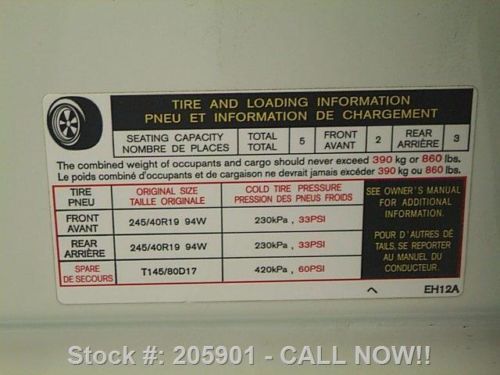 TIRE AND LOADING INFORMATION
PNEU ET INFORMATION DE CHARGEMENT
SEATING CAPACITY TOTAL 5 FRONT 2 REAR 3
NOMBRE DE PLACES TOTAL AVANT ARRIÈRE
The combined weight of occupants and cargo should never exceed 390 kg or 860 lbs.
Le poids combiné d'occupants et de cargaison ne devrait jamais excéder 390 kg ou 860 lbs.
TIRE ORIGINAL SIZE COLD TIRE PRESSURE
PNEU TAILLE ORIGINALE PRESSION DES PNEUS FROIDS
FRONT
AVANT 245/40R19 94W 230kPa , 33PSI
REAR
ARRIÈRE 245/40R19 94W 230kPa , 33PSI
SPARE
DE SECOURS T145/80D17 420kPa , 60PSI
SEE OWNER'S MANUAL
FOR ADDITIONAL
INFORMATION.
POUR D'AUTRES DÉ
TAILS, SE REPORTER
AU MANUEL DU
CONDUCTEUR.
EH12A
Stock #: 205901 - CALL NOW!!